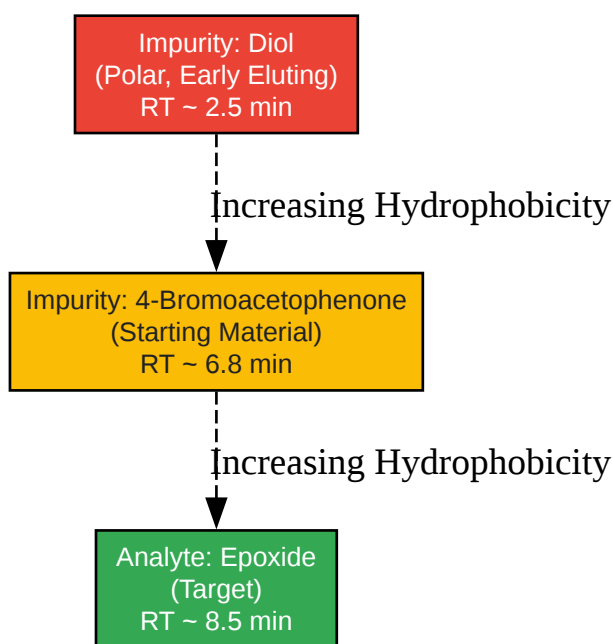 Impurity: Diol
(Polar, Early Eluting)
RT ~ 2.5 min
Increasing Hydrophobicity
Impurity: 4-Bromoacetophenone
(Starting Material)
RT ~ 6.8 min
Increasing Hydrophobicity
Analyte: Epoxide
(Target)
RT ~ 8.5 min